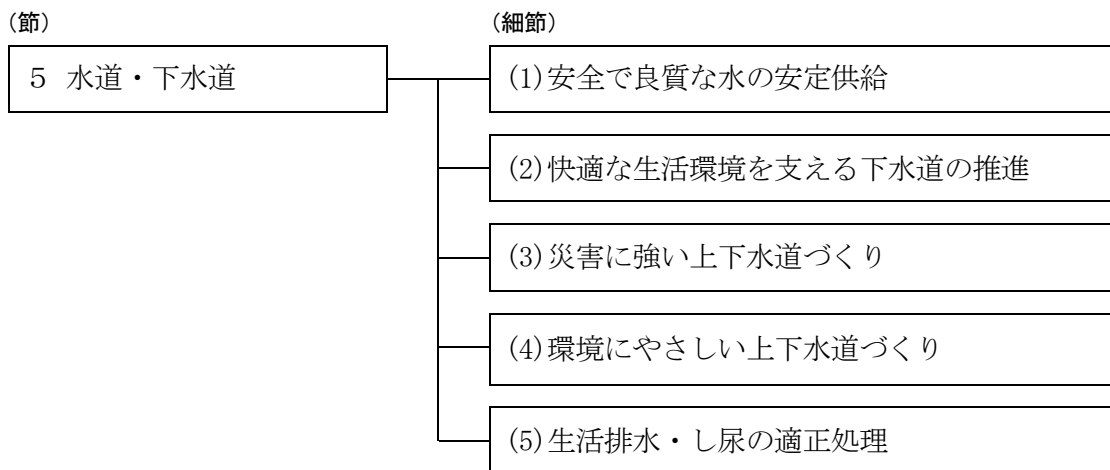 (節)
(細節)
５ 水道・下水道
(1)安全で良質な水の安定供給
(2)快適な生活環境を支える下水道の推進
(3)災害に強い上下水道づくり
(4)環境にやさしい上下水道づくり
(5)生活排水・し尿の適正処理